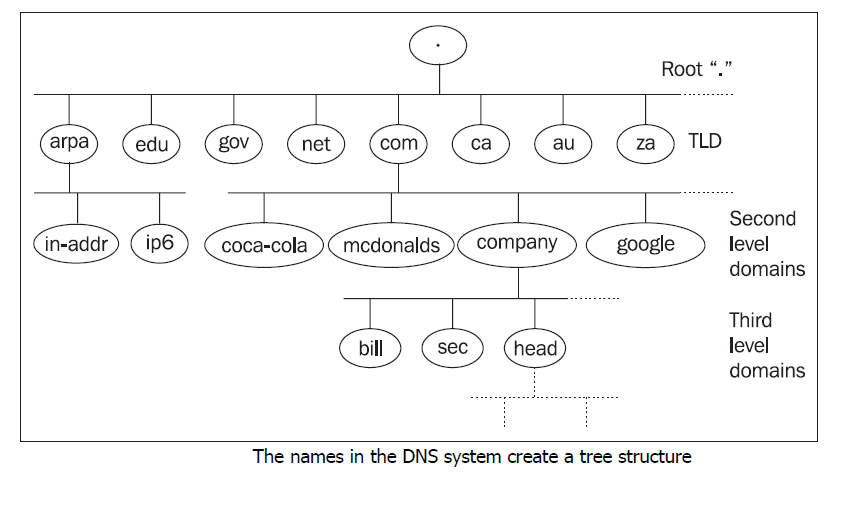 .
Root “.”
arpa edu gov net com ca au za TLD
in-addr ip6 coca-cola mcdonalds company google
Second
level
domains
bill sec head
Third
level
domains
The names in the DNS system create a tree structure